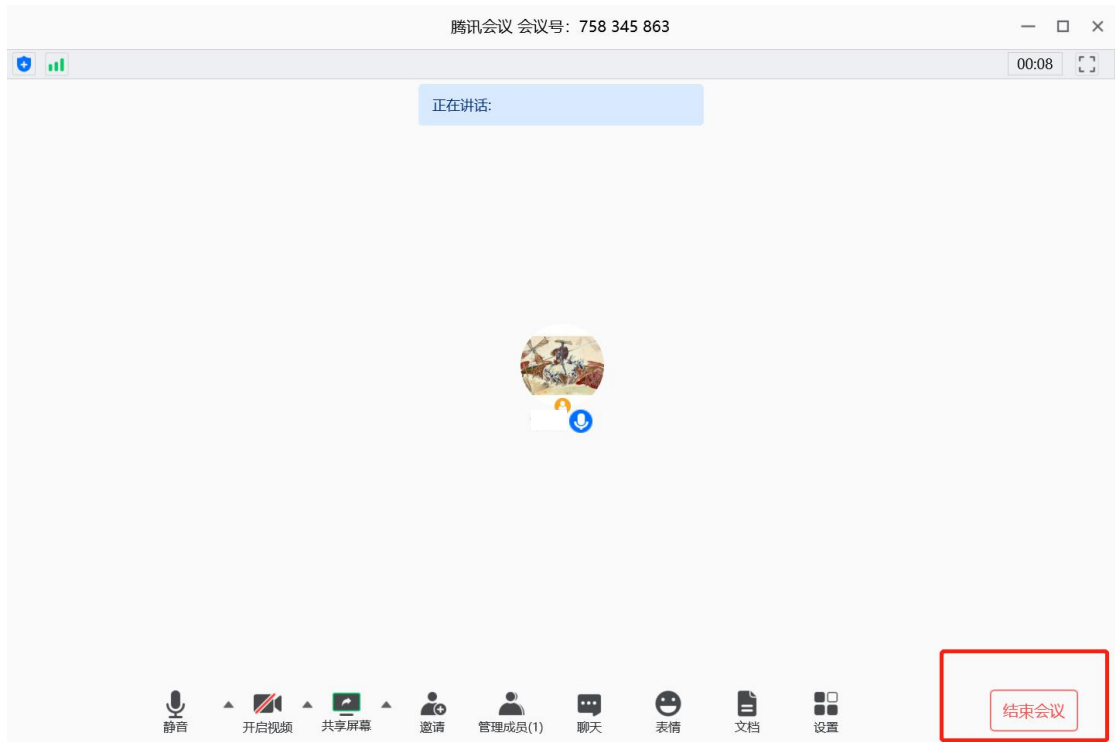 腾讯会议 会议号：758 345 863
00:08
正在讲话:
静音
开启视频
共享屏幕
邀请
管理成员(1)
聊天
表情
文档
设置
结束会议